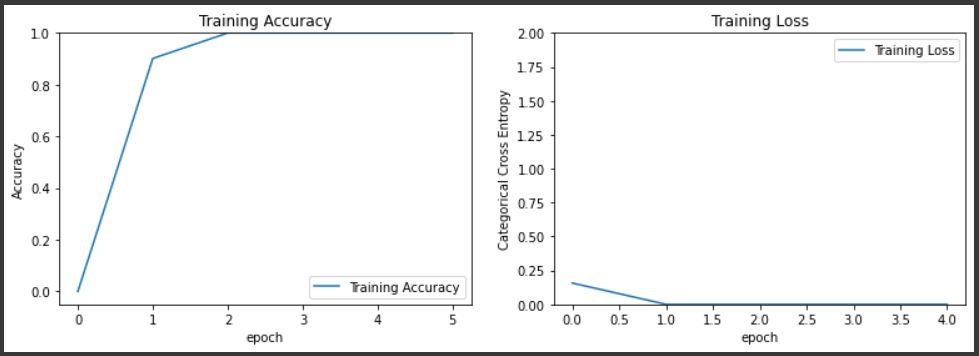 Training Accuracy
1.0
0.8
0.6
0.4
0.2
0.0
Accuracy
Training Accuracy
0 1 2 3 4 5
epoch
Training Loss
2.00
1.75
1.50
1.25
1.00
0.75
0.50
0.25
0.00
Categorical Cross Entropy
Training Loss
0.0 0.5 1.0 1.5 2.0 2.5 3.0 3.5 4.0
epoch